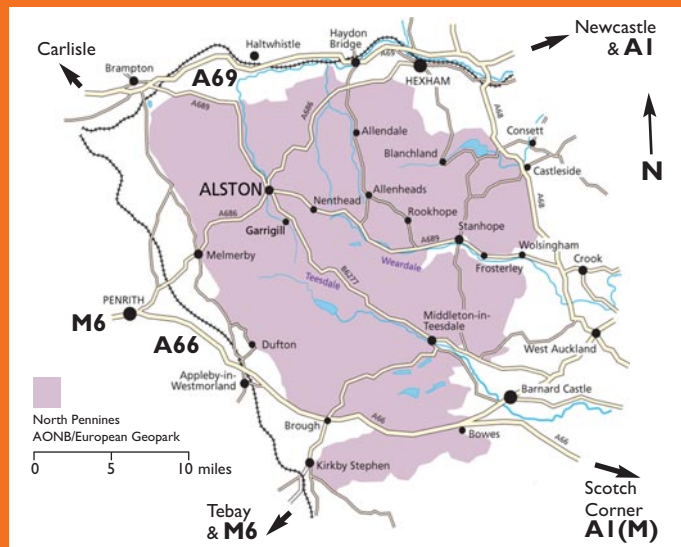 Newcastle
& A1
Carlisle
Haltwhistle
Haydon
Bridge
Brampton
A69
A69
HEXHAM
A689
A686
A68
Consett
Allendale
Blanchland
Castleside
N
ALSTON
Nenthead
Allenheads
A68
Rookhope
A686
Garrigill
Stanhope
A689
Wolsingham
Weardale
Frosterley
Crook
Melmerby
Teesdale
B6277
PENRITH
M6
A66
Middleton-in-
Teesdale
Dufton
West Auckland
Appleby-in-
Westmorland
Barnard Castle
North Pennines
AONB/European Geopark
Brough
A66
Bowes
A66
0 5 10 miles
Kirkby Stephen
Tebay
& M6
Scotch
Corner
A1(M)